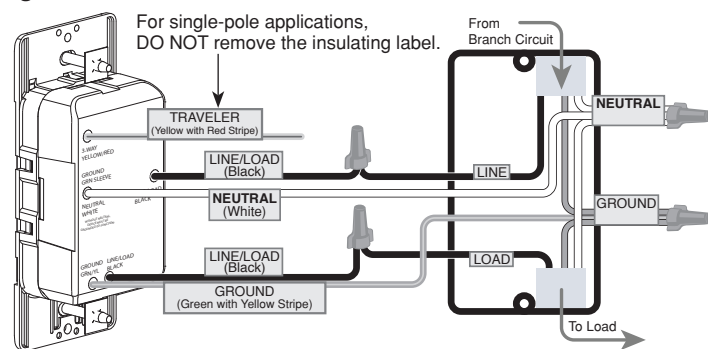 For single-pole applications,
DO NOT remove the insulating label.
From
Branch Circuit
TRAVELER
(Yellow with Red Stripe)
NEUTRAL
3-WAY
YELLOW/RED
LINE/LOAD
(Black)
LINE
GROUND
GRN SLEEVE
NEUTRAL
(White)
NEUTRAL
WHITE
BLACK
GROUND
LINE/LOAD
(Black)
LOAD
GROUND
GRN/YL
LINE/LOAD
BLACK
GROUND
(Green with Yellow Stripe)
To Load